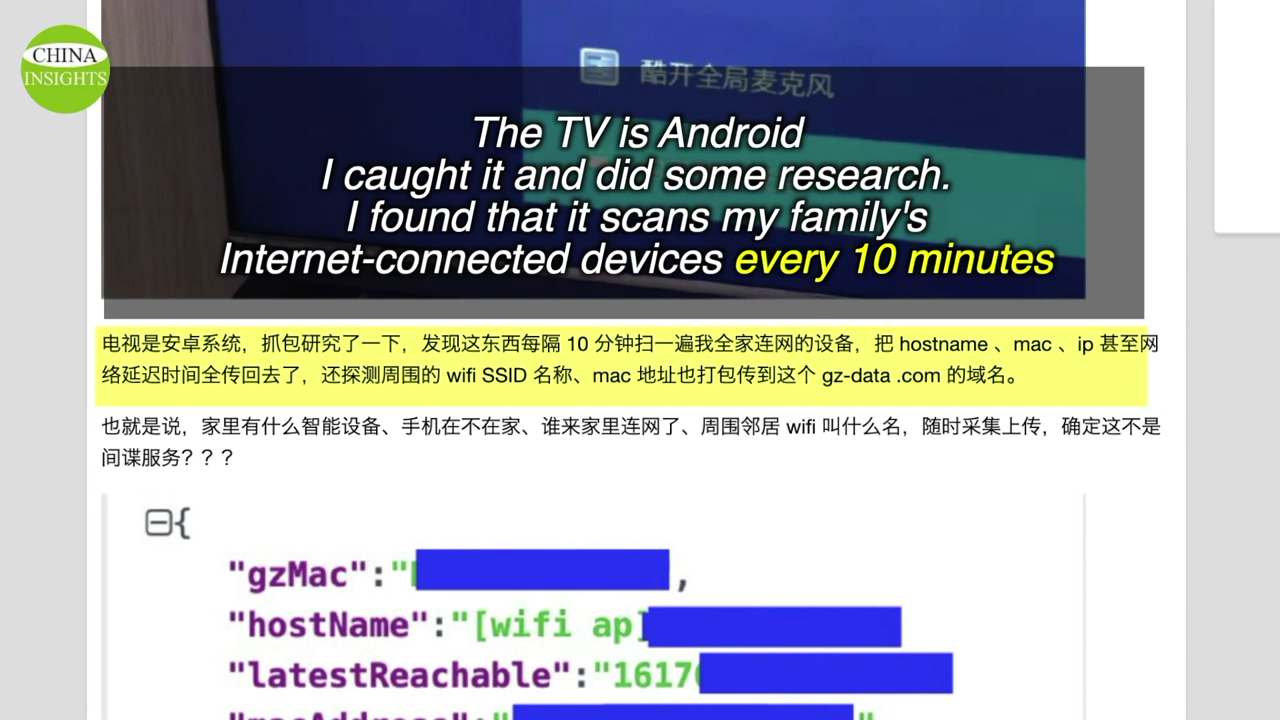 CHINA
INSIGHTS
酷开全局麦克风
The TV is Android
I caught it and did some research.
I found that it scans my family's
Internet-connected devices every 10 minutes
电视是安卓系统，抓包研究了一下，发现这东西每隔 10 分钟扫一遍我全家连网的设备，把 hostname 、mac 、ip 甚至网
络延迟时间全传回去了，还探测周围的 wifi SSID 名称、mac 地址也打包传到这个 gz-data .com 的域名。
也就是说，家里有什么智能设备、手机在不在家、谁来家里连网了、周围邻居 wifi 叫什么名，随时采集上传，确定这不是
间谍服务？？？
{
"gzMac":"
,
"hostName":"[wifi ap]
"latestReachable":"1617
"macAddress":"